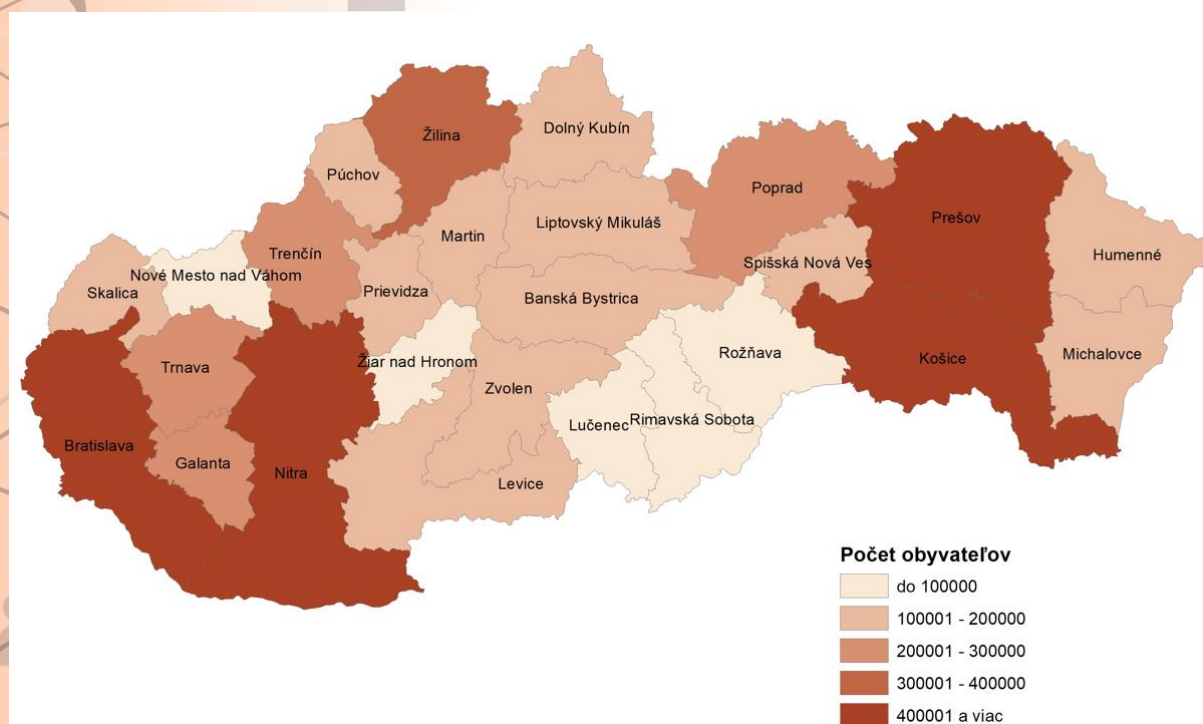 Dolný Kubín
Žilina
Púchov
Poprad
Prešov
Liptovský Mikuláš
Martin
Trenčín
Humenné
Spišská Nová Ves
Nové Mesto nad Váhom
Skalica
Prievidza
Banská Bystrica
Rožňava
Michalovce
Košice
Žiar nad Hronom
Trnava
Zvolen
Rimavská Sobota
Lučenec
Bratislava
Galanta
Nitra
Levice
Počet obyvateľov
do 100000
100001 - 200000
200001 - 300000
300001 - 400000
400001 a viac